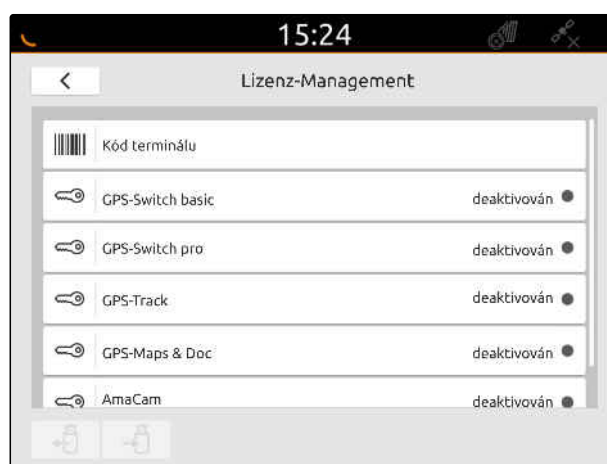 15:24
Lizenz-Management
Kód terminálu
GPS-Switch basic deaktivován
GPS-Switch pro deaktivován
GPS-Track deaktivován
GPS-Maps & Doc deaktivován
AmaCam deaktivován